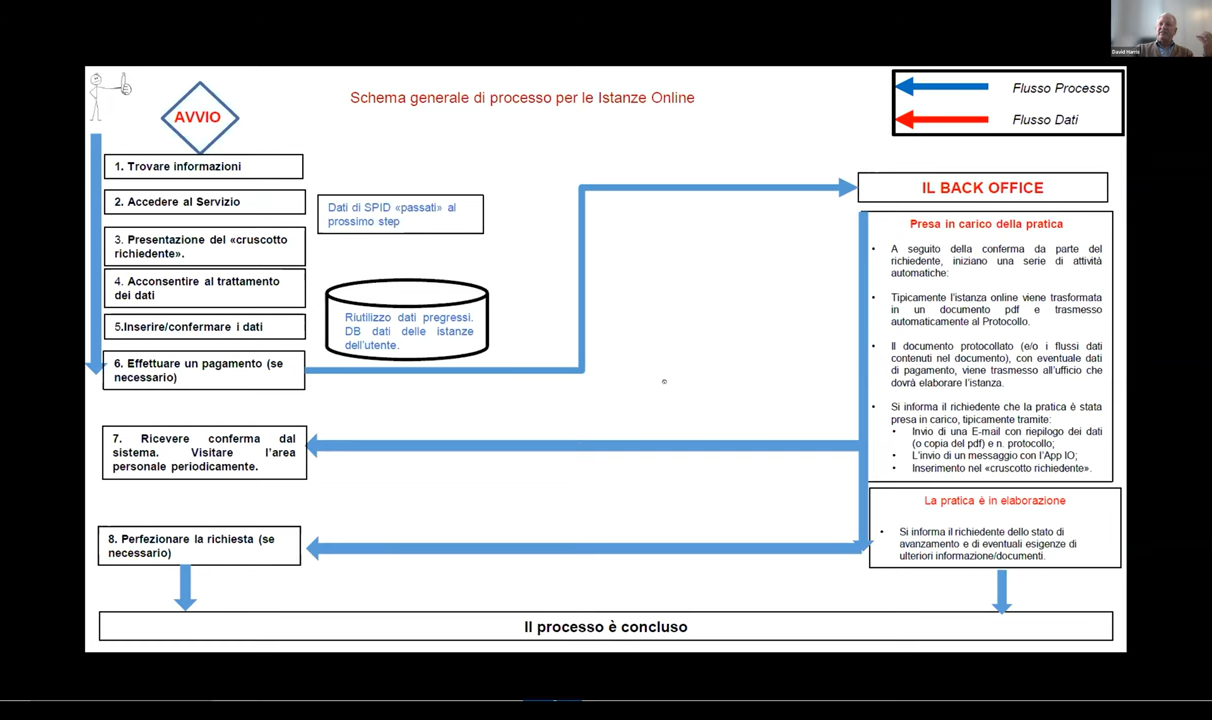 David Harris
Schema generale di processo per le Istanze Online
Flusso Processo
Flusso Dati
AVVIO
1. Trovare informazioni
2. Accedere al Servizio
3. Presentazione del «cruscotto
richiedente».
4. Acconsentire al trattamento
dei dati
5.Inserire/confermare i dati
6. Effettuare un pagamento (se
necessario)
7. Ricevere conferma dal
sistema. Visitare l'area
personale periodicamente.
8. Perfezionare la richiesta (se
necessario)
Dati di SPID «passati» al
prossimo step
Riutilizzo dati pregressi.
DB dati delle istanze
dell'utente.
IL BACK OFFICE
Presa in carico della pratica
• A seguito della conferma da parte del
richiedente, iniziano una serie di attività
automatiche:
• Tipicamente l'istanza online viene trasformata
in un documento pdf e trasmesso
automaticamente al Protocollo.
• Il documento protocollato (e/o i flussi dati
contenuti nel documento), con eventuale dati
di pagamento, viene trasmesso all'ufficio che
dovrà elaborare l'istanza.
• Si informa il richiedente che la pratica è stata
presa in carico, tipicamente tramite:
• Invio di una E-mail con riepilogo dei dati
(o copia del pdf) e n. protocollo;
• L'invio di un messaggio con l'App IO;
• Inserimento nel «cruscotto richiedente».
La pratica è in elaborazione
• Si informa il richiedente dello stato di
avanzamento e di eventuali esigenze di
ulteriori informazione/documenti.
Il processo è concluso